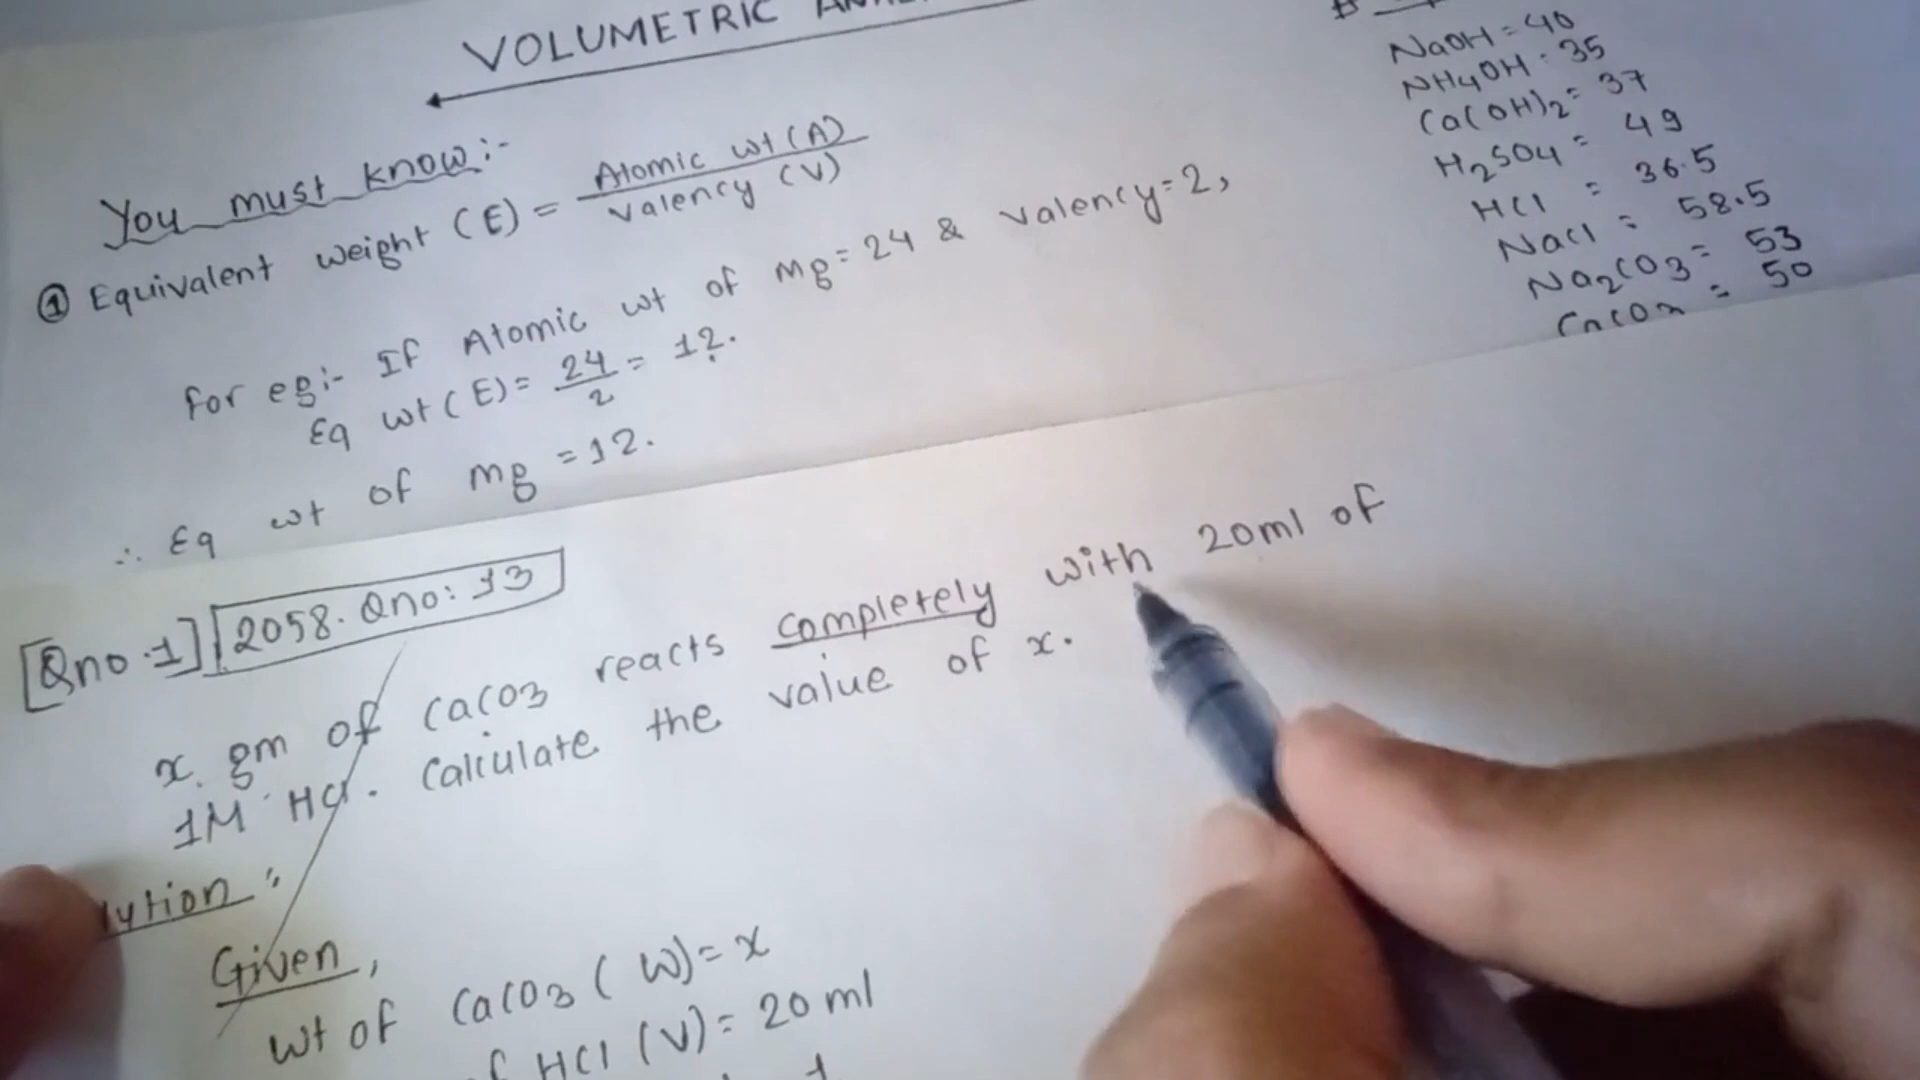 VOLUMETRIC
You must know:-
① Equivalent weight (E) = Atomic wt (A)
Valency (V)
For eg:- If Atomic wt of Mg = 24 & valency = 2,
Eq wt (E) = 24 = 12.
2
∴ Eq wt of Mg = 12.
NaOH = 40
NH4OH = 35
Ca(OH)2 = 37
H2SO4 = 49
HCl = 36.5
NaCl = 58.5
Na2CO3 = 53
= 50
[Qno.1] 2058. Qno: 13
x gm of CaCO3 reacts completely with 20ml of
1M HCl. Calculate the value of x.
Given,
Wt of CaCO3 (W) = x
HCl (V) = 20 ml